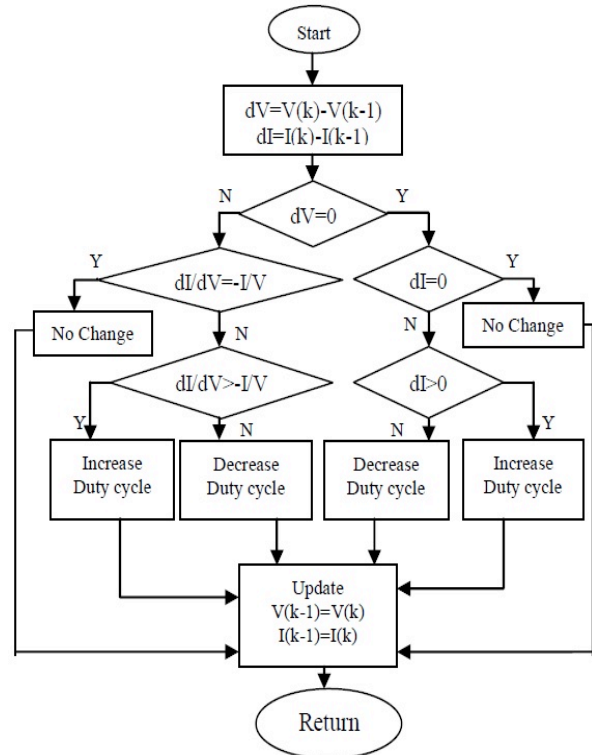 Start
dV=V(k)-V(k-1)
dI=I(k)-I(k-1)
N
Y
dV=0
Y
dI/dV=-I/V
dI=0
Y
No Change
N
N
No Change
dI/dV>-I/V
dI>0
Y
N
N
Y
Increase
Duty cycle
Decrease
Duty cycle
Decrease
Duty cycle
Increase
Duty cycle
Update
V(k-1)=V(k)
I(k-1)=I(k)
Return